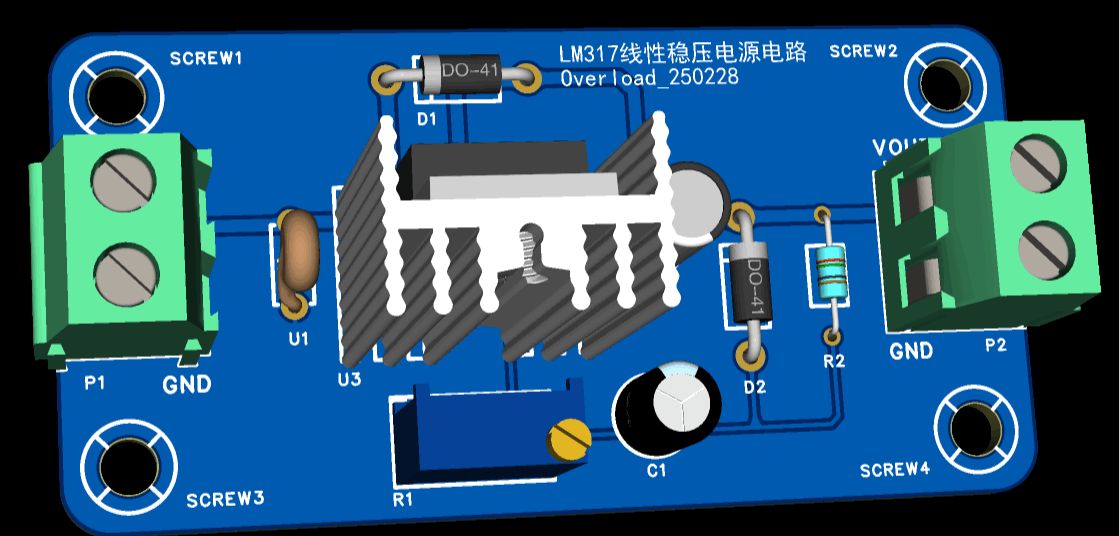 SCREW1
LM317线性稳压电源电路
Overload_250228
SCREW2
DO-41
D1
VOUT
DO-41
U1
U3
P1
GND
D2
R2
GND
P2
C1
R1
SCREW3
SCREW4